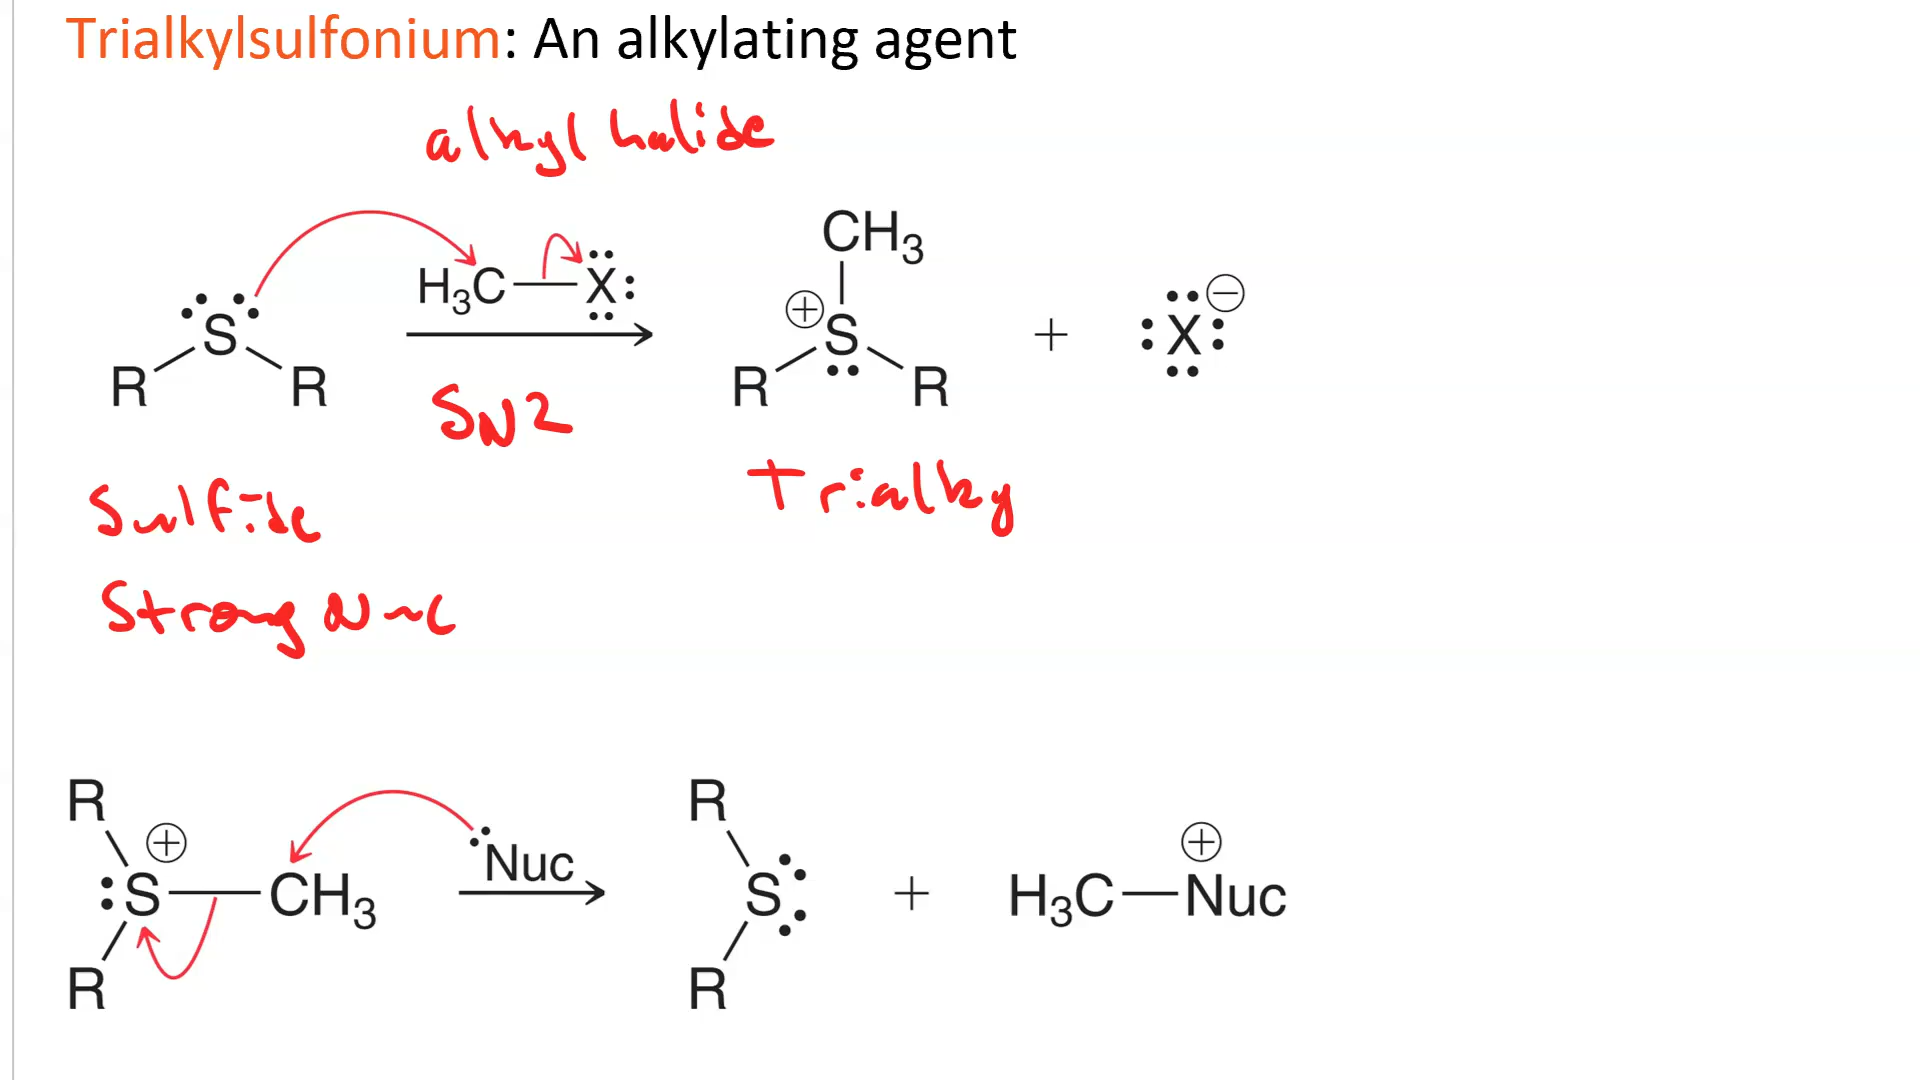 Trialkylsulfonium: An alkylating agent
alkyl halide
H₃C—X
CH₃
S
R R
+
S
R R
⊕
+
X ⊖
SN2
Sulfide
Trialky
Strong Nuc
R
⊕
S—CH₃
R
Nuc
R
S
R
+
⊕
H₃C—Nuc